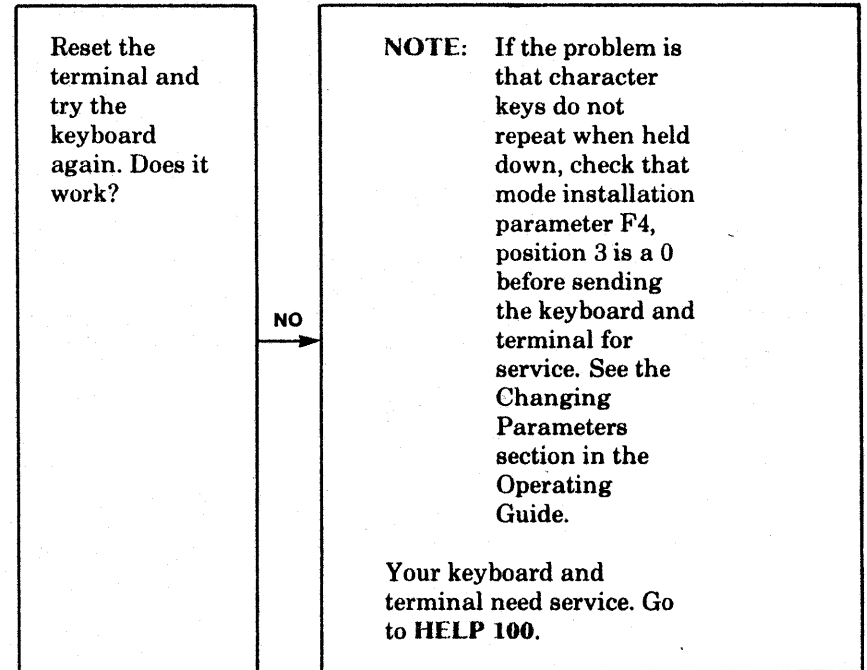 Reset the
terminal and
try the
keyboard
again. Does it
work?
NO
NOTE: If the problem is
that character
keys do not
repeat when held
down, check that
mode installation
parameter F4,
position 3 is a 0
before sending
the keyboard and
terminal for
service. See the
Changing
Parameters
section in the
Operating
Guide.
Your keyboard and
terminal need service. Go
to HELP 100.